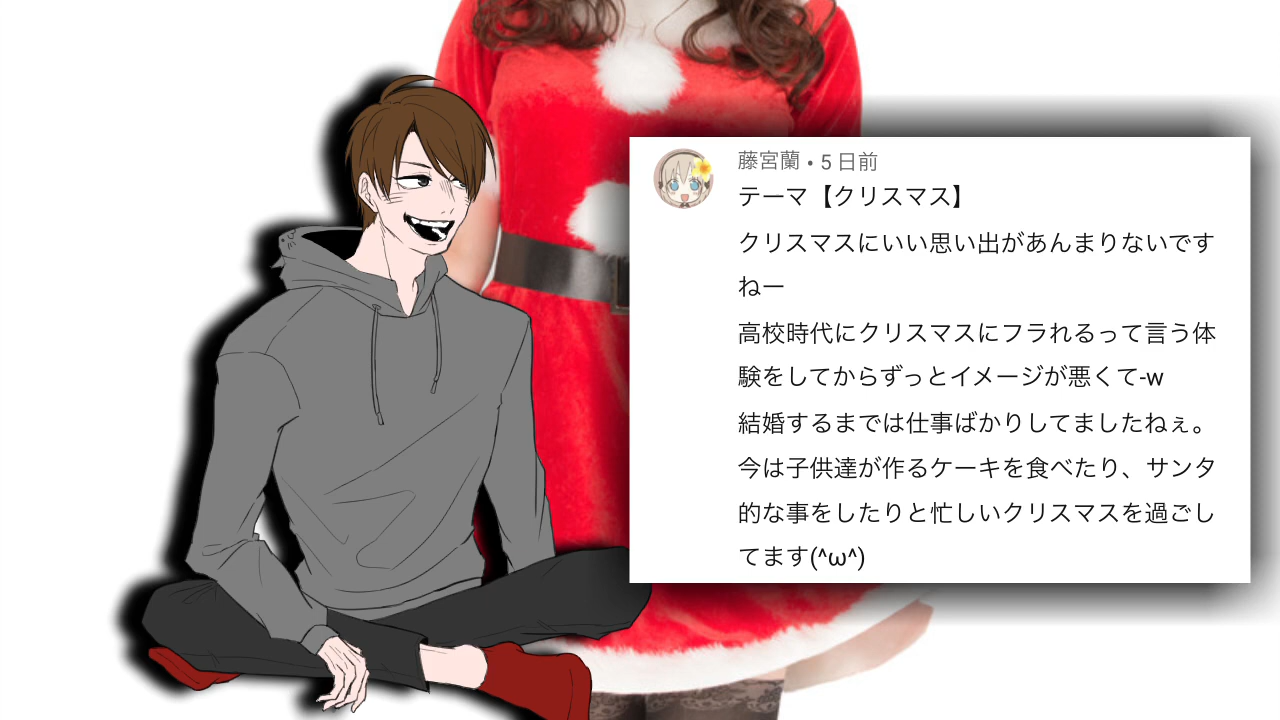 藤宮蘭 • 5 日前
テーマ【クリスマス】
クリスマスにいい思い出があんまりないです
ねー
高校時代にクリスマスにフラれるって言う体
験をしてからずっとイメージが悪くて-w
結婚するまでは仕事ばかりしてましたねぇ。
今は子供達が作るケーキを食べたり、サンタ
的な事をしたりと忙しいクリスマスを過ごし
てます(^ω^)